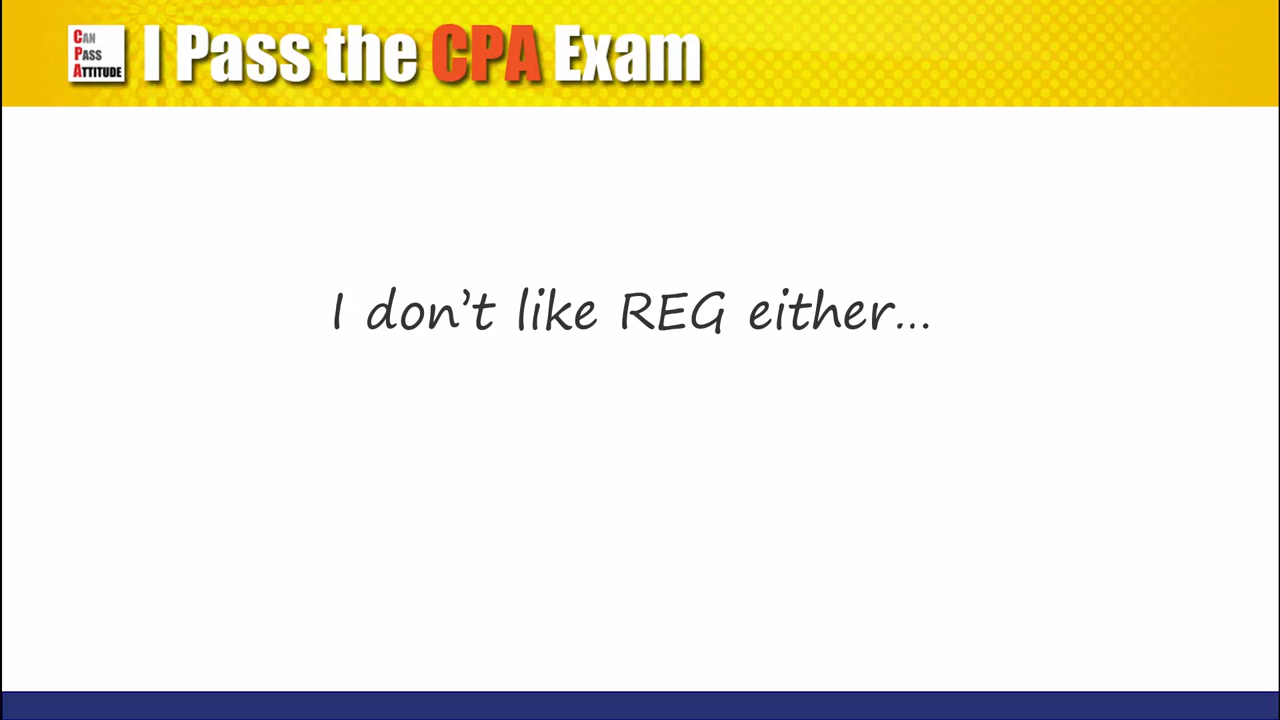 CAN
PASS
ATTITUDE
I Pass the CPA Exam
I don't like REG either...